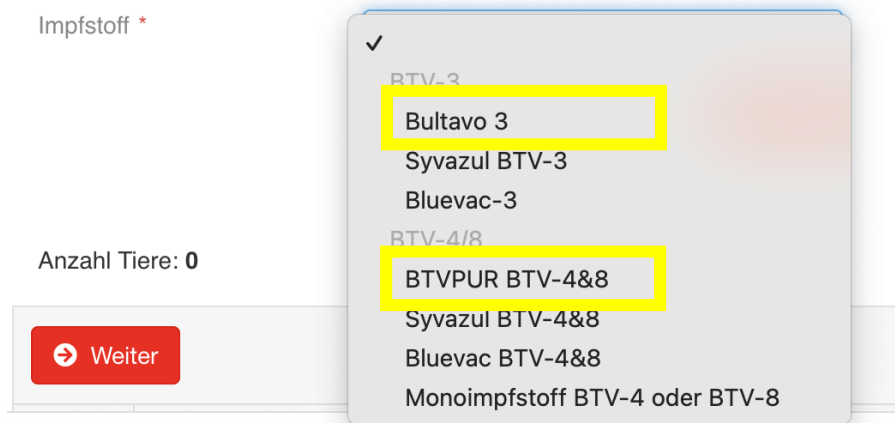 Impfstoff *
✓
BTV-3
Bultavo 3
Syvazul BTV-3
Bluevac-3
BTV-4/8
Anzahl Tiere: 0
BTVPUR BTV-4&8
Syvazul BTV-4&8
Weiter
Bluevac BTV-4&8
Monoimpfstoff BTV-4 oder BTV-8